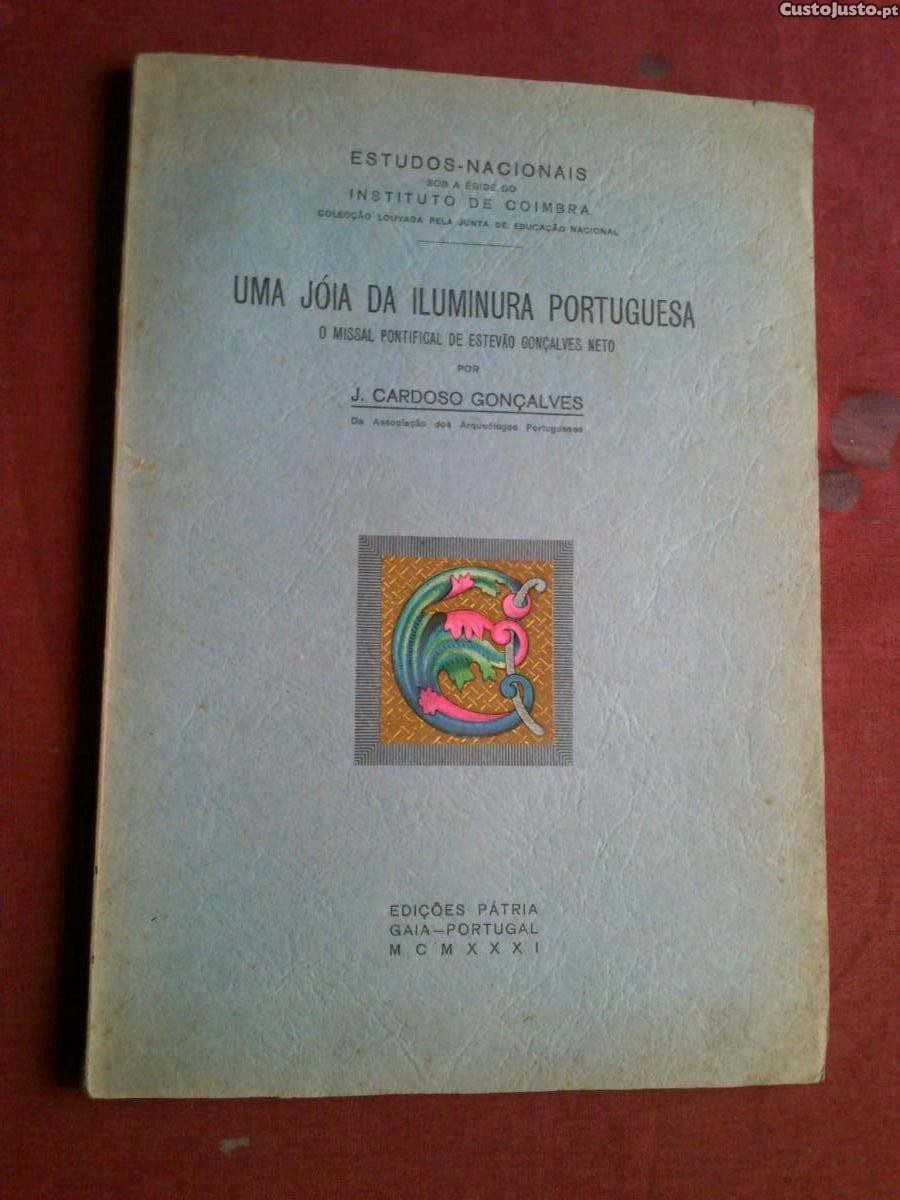 CustoJusto.pt
ESTUDOS-NACIONAIS
SOB A ÉGIDE DO
INSTITUTO DE COIMBRA
COLECÇÃO LOUVADA PELA JUNTA DE EDUCAÇÃO NACIONAL
UMA JÓIA DA ILUMINURA PORTUGUESA
O MISSAL PONTIFICAL DE ESTEVÃO GONÇALVES NETO
POR
J. CARDOSO GONÇALVES
Da Associação dos Arqueólogos Portugueses
EDIÇÕES PÁTRIA
GAIA—PORTUGAL
MCMXXXI